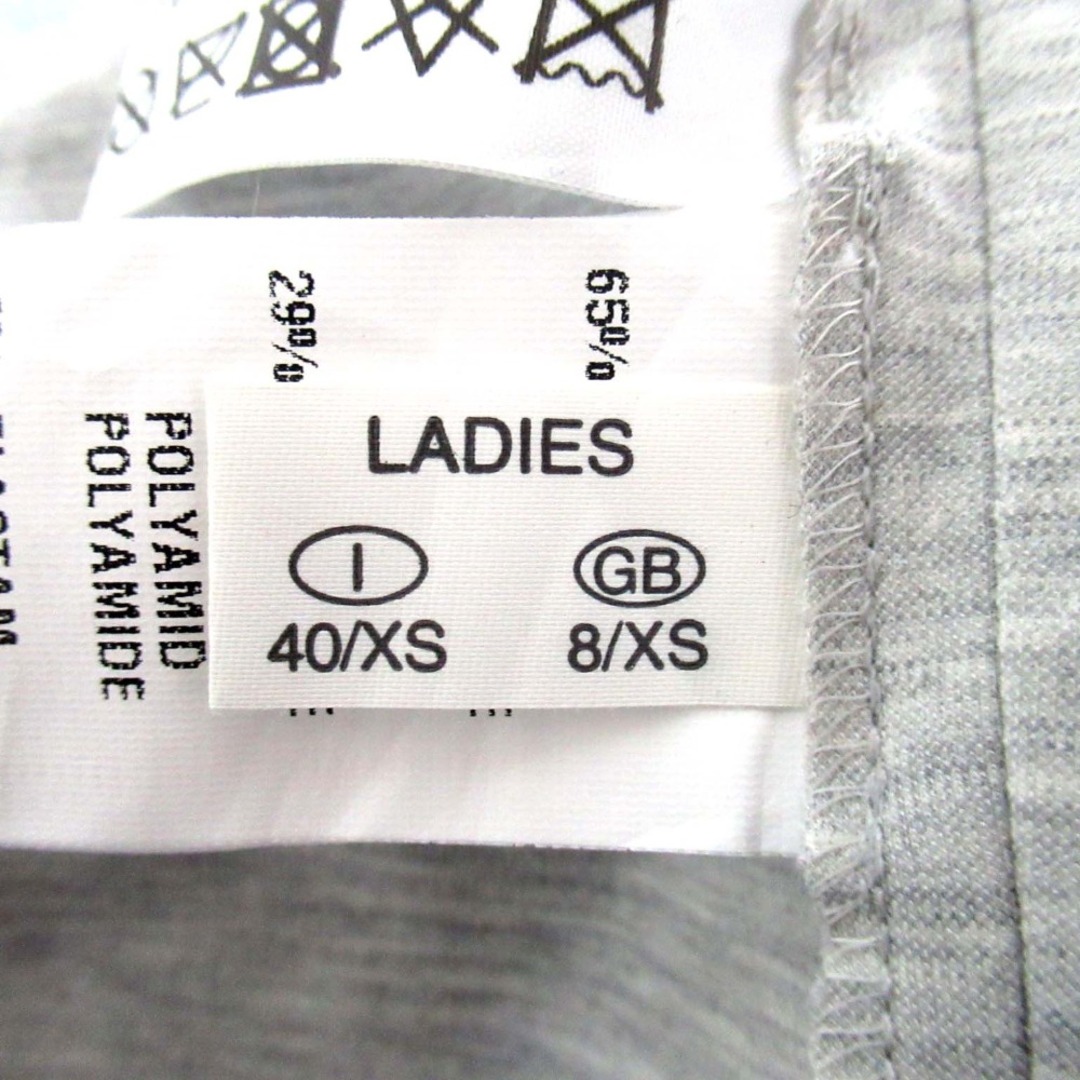 LADIES
I GB
40/XS 8/XS
65%
29%
POLYAMID
POLYAMIDE